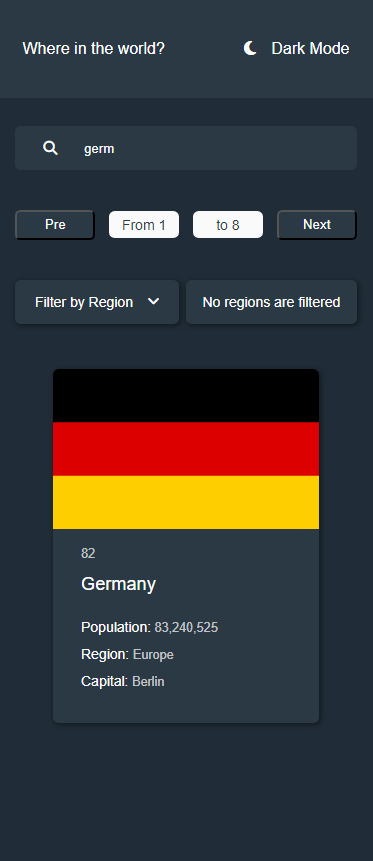 Where in the world? Dark Mode
germ
Pre From 1 to 8 Next
Filter by Region No regions are filtered
82
Germany
Population: 83,240,525
Region: Europe
Capital: Berlin